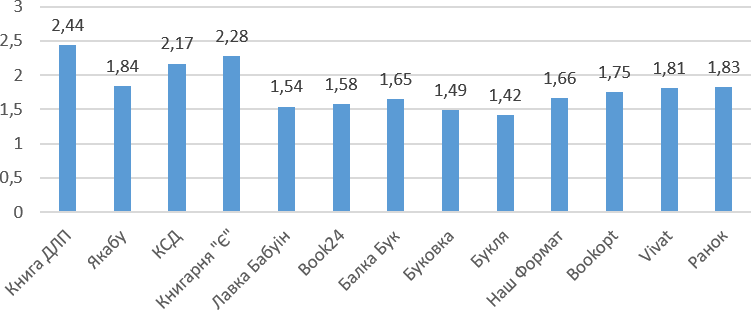 3
2,5
2
1,5
1
0,5
0
2,44
1,84
2,17
2,28
1,54
1,58
1,65
1,49
1,42
1,66
1,75
1,81
1,83
Книга ДЛП
Якабу
КСД
Книгарня "Є"
Лавка Бабуін
Book24
Балка Бук
Буковка
Букля
Наш Формат
Bookopt
Vivat
Ранок